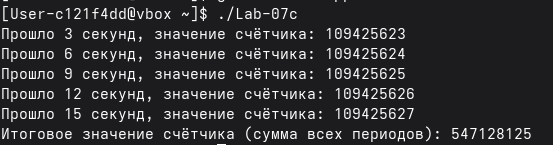 [User-c121f4dd@vbox ~]$ ./Lab-07c
Прошло 3 секунд, значение счётчика: 109425623
Прошло 6 секунд, значение счётчика: 109425624
Прошло 9 секунд, значение счётчика: 109425625
Прошло 12 секунд, значение счётчика: 109425626
Прошло 15 секунд, значение счётчика: 109425627
Итоговое значение счётчика (сумма всех периодов): 547128125